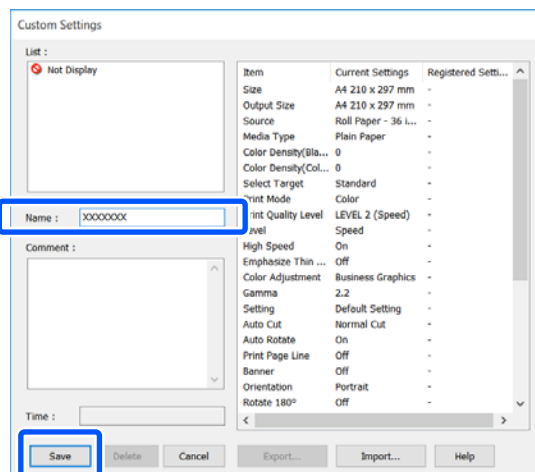 Custom Settings
List :
Not Display
Name : XXXXXXX
Comment :
Time :
Item Current Settings Registered Setti...
Size A4 210 x 297 mm -
Output Size A4 210 x 297 mm -
Source Roll Paper - 36 i... -
Media Type Plain Paper -
Color Density(Bla... 0 -
Color Density(Col... 0 -
Select Target Standard -
Print Mode Color -
Print Quality Level LEVEL 2 (Speed) -
Level Speed -
High Speed On -
Emphasize Thin ... Off -
Color Adjustment Business Graphics -
Gamma 2.2 -
Setting Default Setting -
Auto Cut Normal Cut -
Auto Rotate On -
Print Page Line Off -
Banner Off -
Orientation Portrait -
Rotate 180° Off -
Save Delete Cancel Export... Import... Help